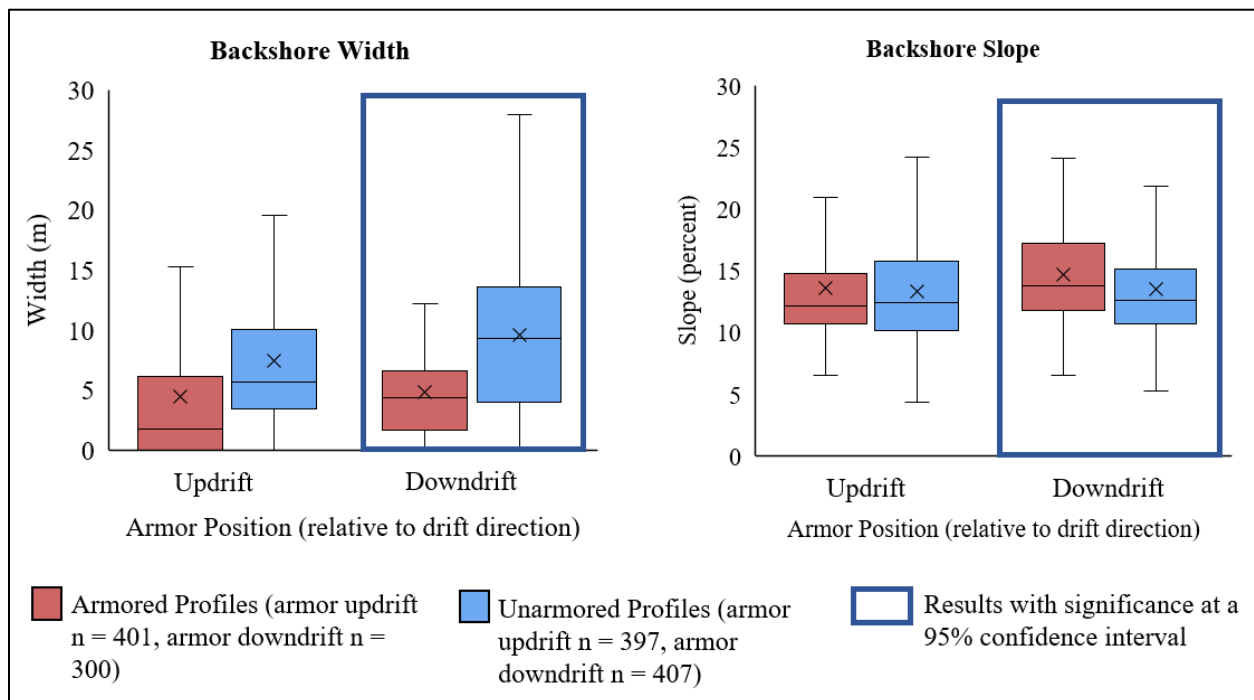 Backshore Width
30
25
20
15
10
5
0
Width (m)
Updrift
Downdrift
Armor Position (relative to drift direction)
Backshore Slope
30
25
20
15
10
5
0
Slope (percent)
Updrift
Downdrift
Armor Position (relative to drift direction)
Armored Profiles (armor updrift
n = 401, armor downdrift n =
300)
Unarmored Profiles (armor
updrift n = 397, armor
downdrift n = 407)
Results with significance at a
95% confidence interval